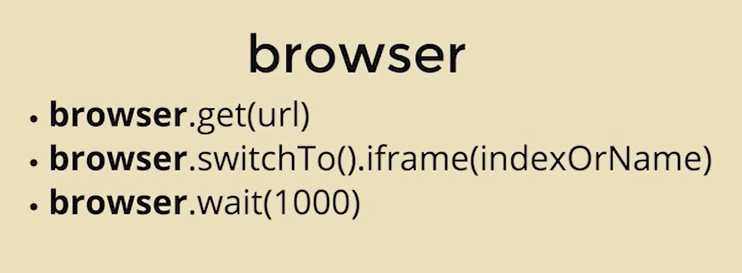 browser
• browser.get(url)
• browser.switchTo().iframe(indexOrName)
• browser.wait(1000)